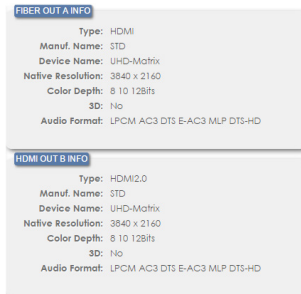 FIBER OUT A INFO
Type: HDMI
Manuf. Name: STD
Device Name: UHD-Matrix
Native Resolution: 3840 x 2160
Color Depth: 8 10 12Bits
3D: No
Audio Format: LPCM AC3 DTS E-AC3 MLP DTS-HD
HDMI OUT B INFO
Type: HDMI2.0
Manuf. Name: STD
Device Name: UHD-Matrix
Native Resolution: 3840 x 2160
Color Depth: 8 10 12Bits
3D: No
Audio Format: LPCM AC3 DTS E-AC3 MLP DTS-HD